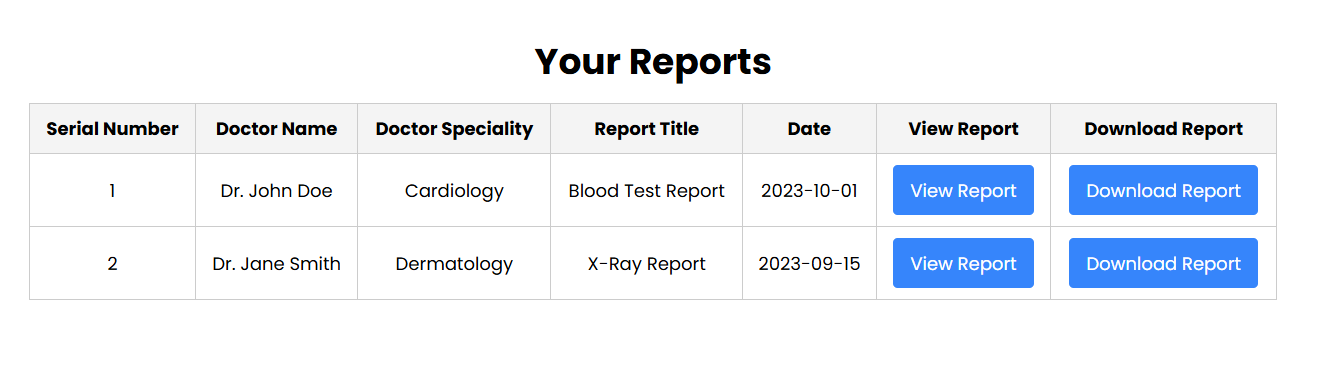 Your Reports
Serial Number Doctor Name Doctor Speciality Report Title Date View Report Download Report
1 Dr. John Doe Cardiology Blood Test Report 2023-10-01 View Report Download Report
2 Dr. Jane Smith Dermatology X-Ray Report 2023-09-15 View Report Download Report